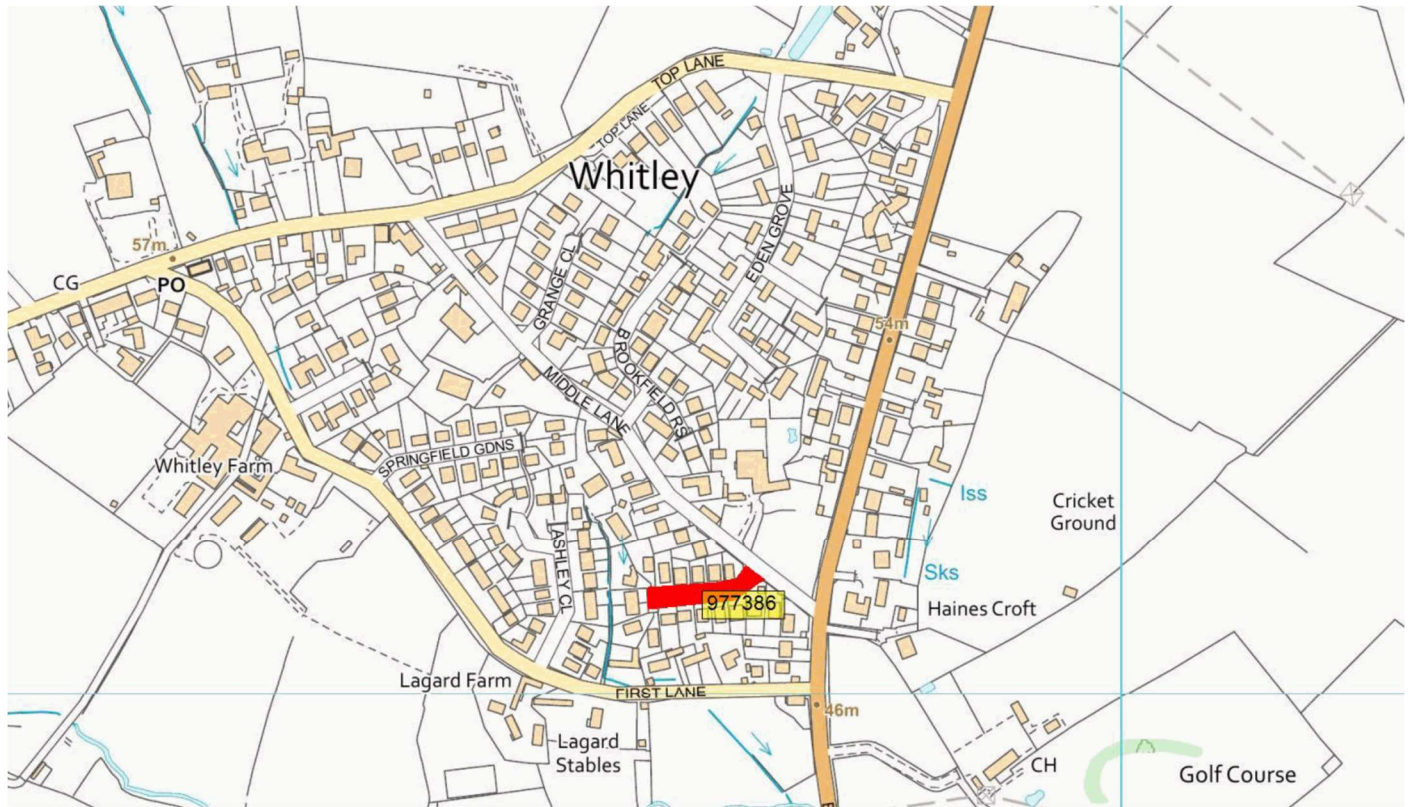 TOP LANE
TOP LANE
Whitley
EDEN GROVE
57m
CG
PO
GRANGE CL
BROOKFIELD RS
54m
MIDDLE LANE
SPRINGFIELD GDNS
Whitley Farm
Iss
Cricket
Ground
ASHLEY CL
Sks
977386
Haines Croft
Lagard Farm
FIRST LANE
46m
Lagard
Stables
CH
Golf Course